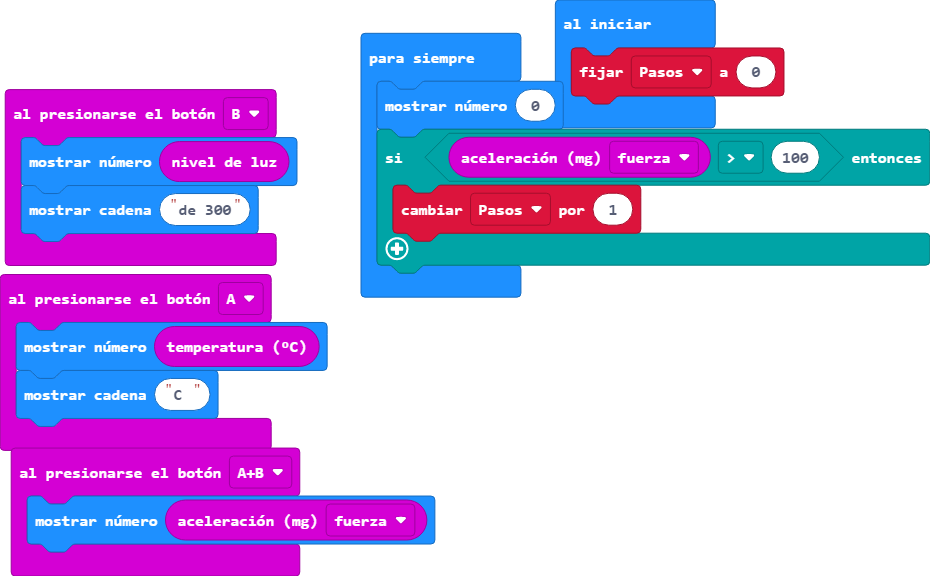 al iniciar
fijar Pasos a 0
para siempre
mostrar número 0
si aceleración (mg) fuerza > 100 entonces
cambiar Pasos por 1
al presionarse el botón B
mostrar número nivel de luz
mostrar cadena "de 300"
al presionarse el botón A
mostrar número temperatura (ºC)
mostrar cadena "C "
al presionarse el botón A+B
mostrar número aceleración (mg) fuerza